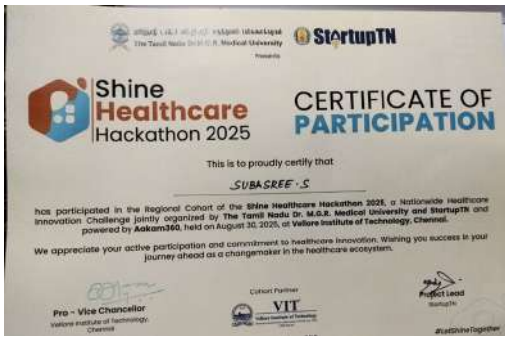 The Tamil Nadu Dr.M.G.R. Medical University
Presents
StartupTN
Shine
Healthcare
Hackathon 2025
CERTIFICATE OF
PARTICIPATION
This is to proudly certify that
SUBASREE.S
has participated in the Regional Cohort of the Shine Healthcare Hackathon 2025, a Nationwide Healthcare
Innovation Challenge jointly organized by The Tamil Nadu Dr. M.G.R. Medical University and StartupTN and
powered by Aakam360, held on August 30, 2025, at Vellore Institute of Technology, Chennai.
We appreciate your active participation and commitment to healthcare innovation. Wishing you success in your
journey ahead as a changemaker in the healthcare ecosystem.
Pro - Vice Chancellor
Vellore Institute of Technology,
Chennai
Cohort Partner
VIT
Vellore Institute of Technology
Project Lead
StartupTN
#LetShineTogether